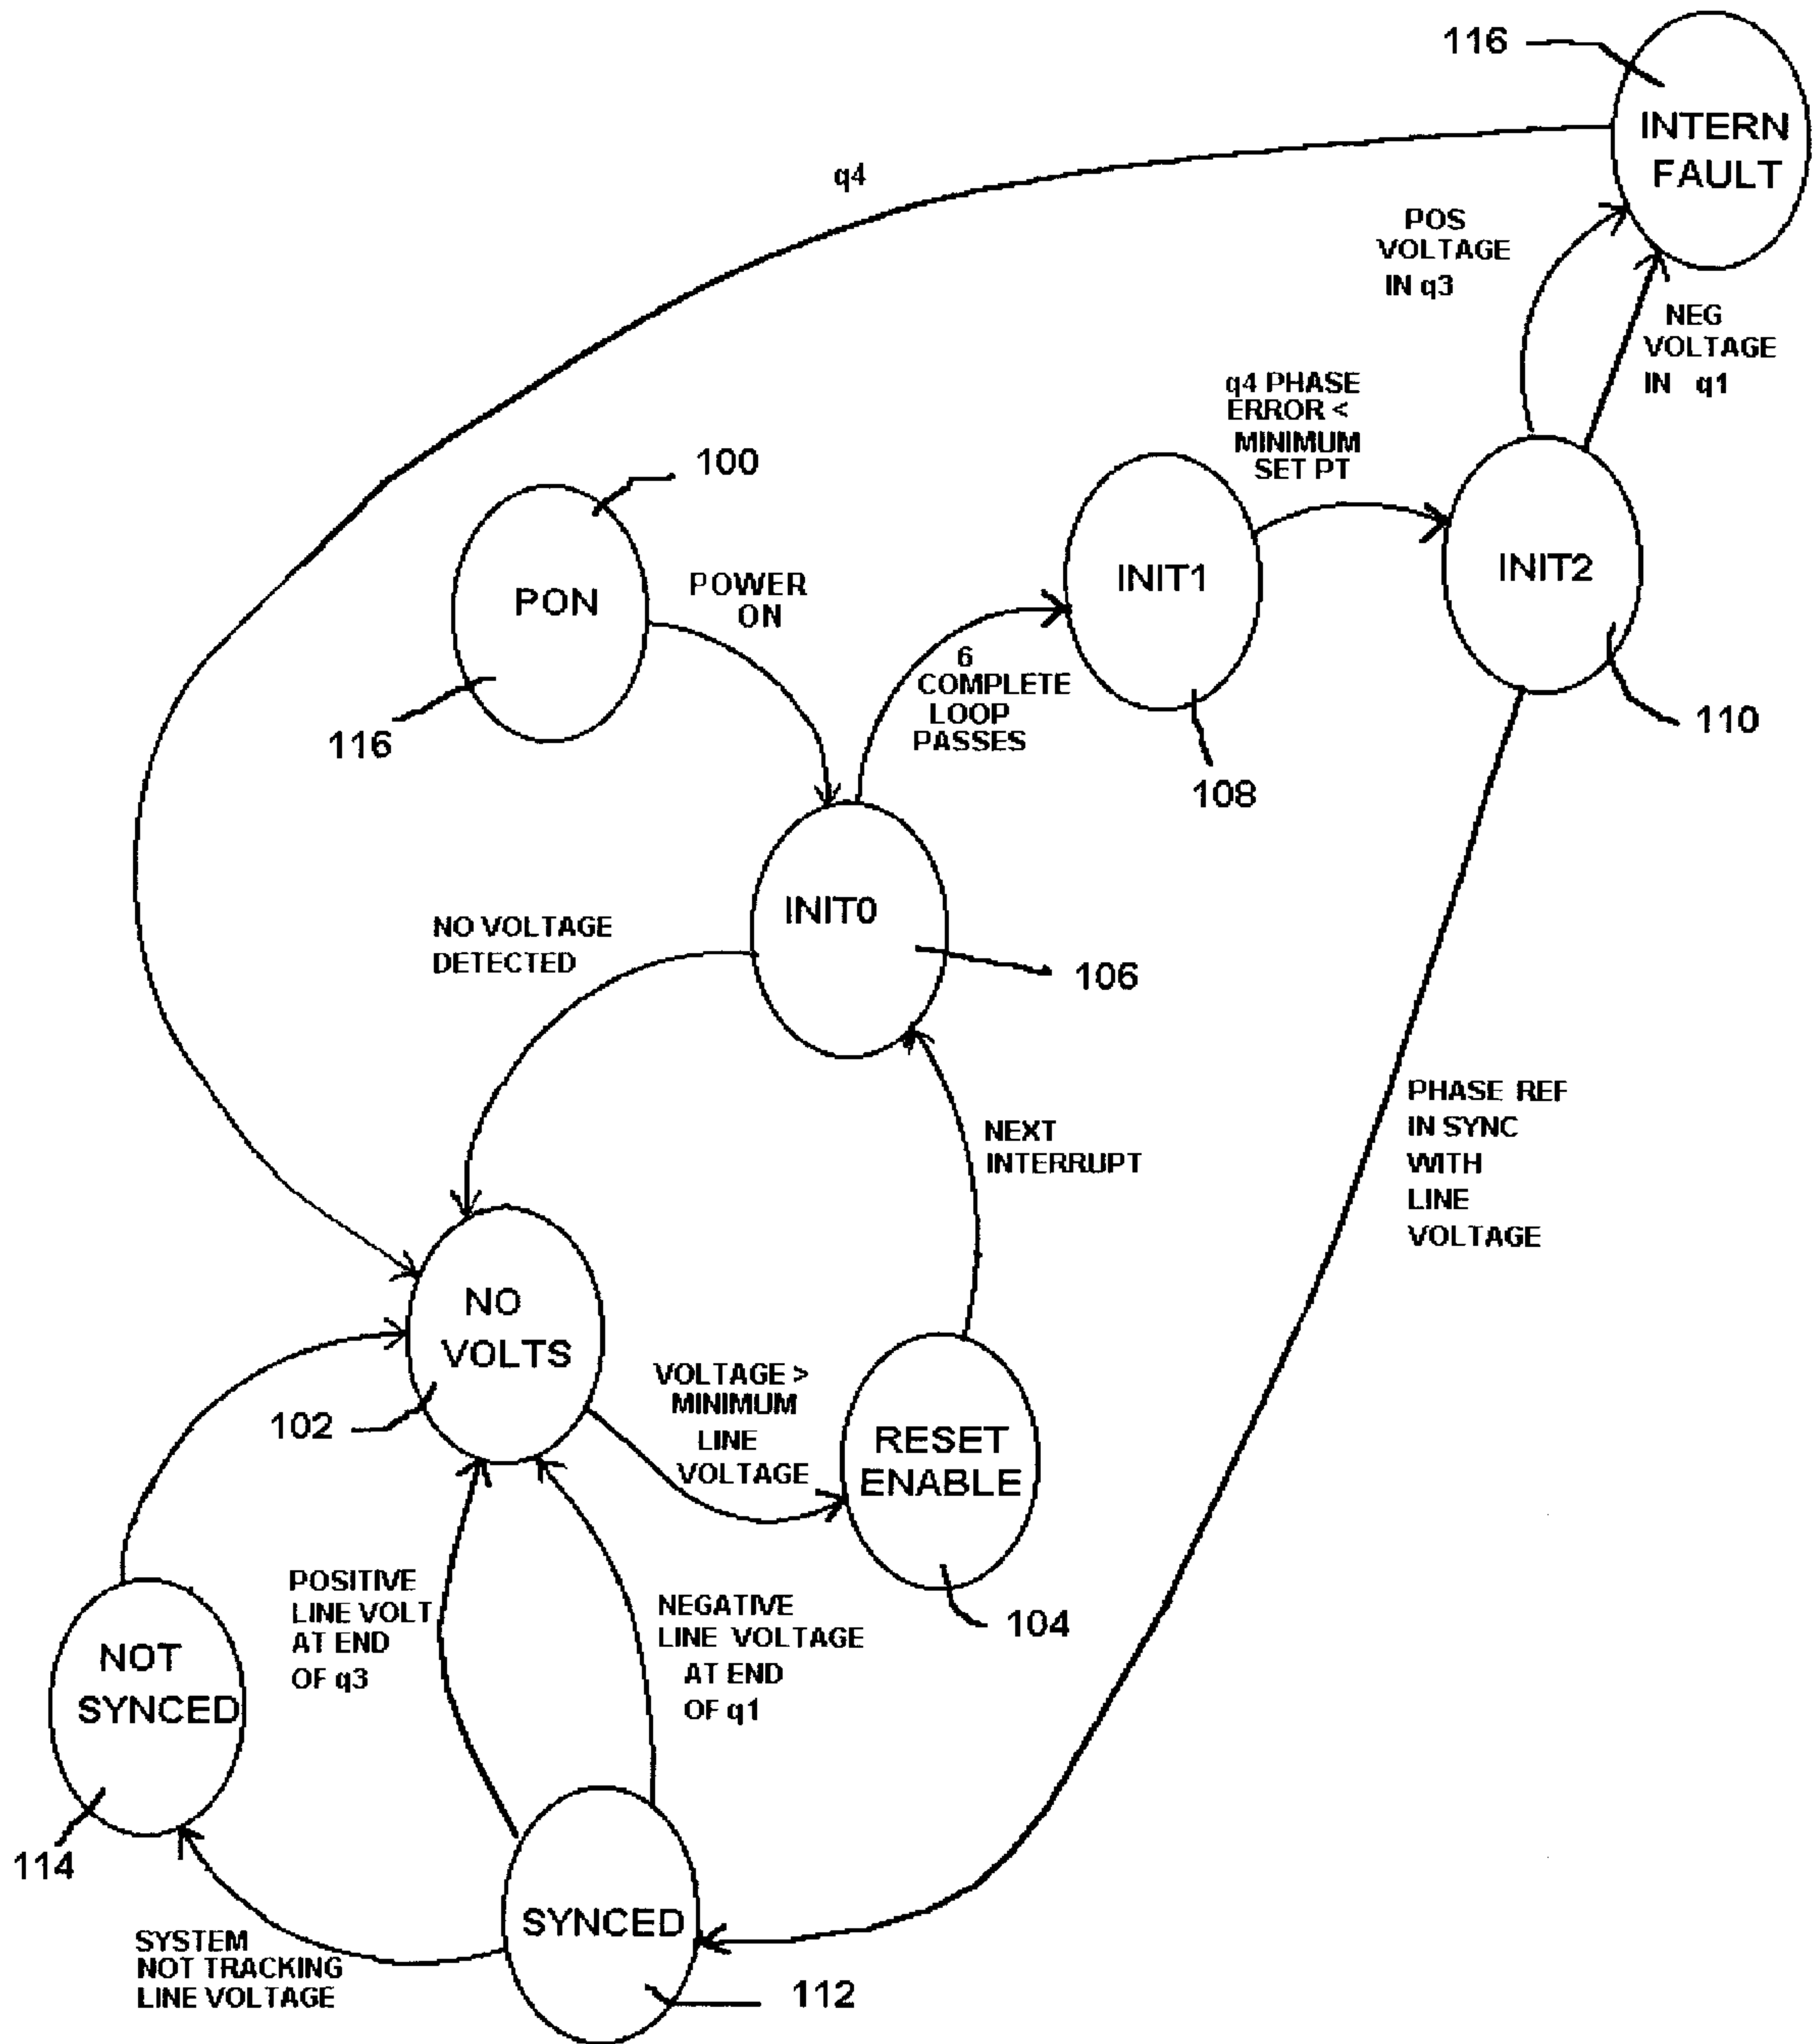 116
INTERN
FAULT
q4
POS
VOLTAGE
IN q3
NEG
VOLTAGE
IN q1
q4 PHASE
ERROR <
MINIMUM
SET PT
100
PON
POWER
ON
116
INIT1
INIT2
6
COMPLETE
LOOP
PASSES
110
108
INIT0
NO VOLTAGE
DETECTED
106
PHASE REF
IN SYNC
WITH
LINE
VOLTAGE
NEXT
INTERRUPT
NO
VOLTS
VOLTAGE >
MINIMUM
LINE
VOLTAGE
102
RESET
ENABLE
POSITIVE
LINE VOLT
AT END
OF q3
NEGATIVE
LINE VOLTAGE
AT END
OF q1
104
NOT
SYNCED
114
SYNCED
SYSTEM
NOT TRACKING
LINE VOLTAGE
112